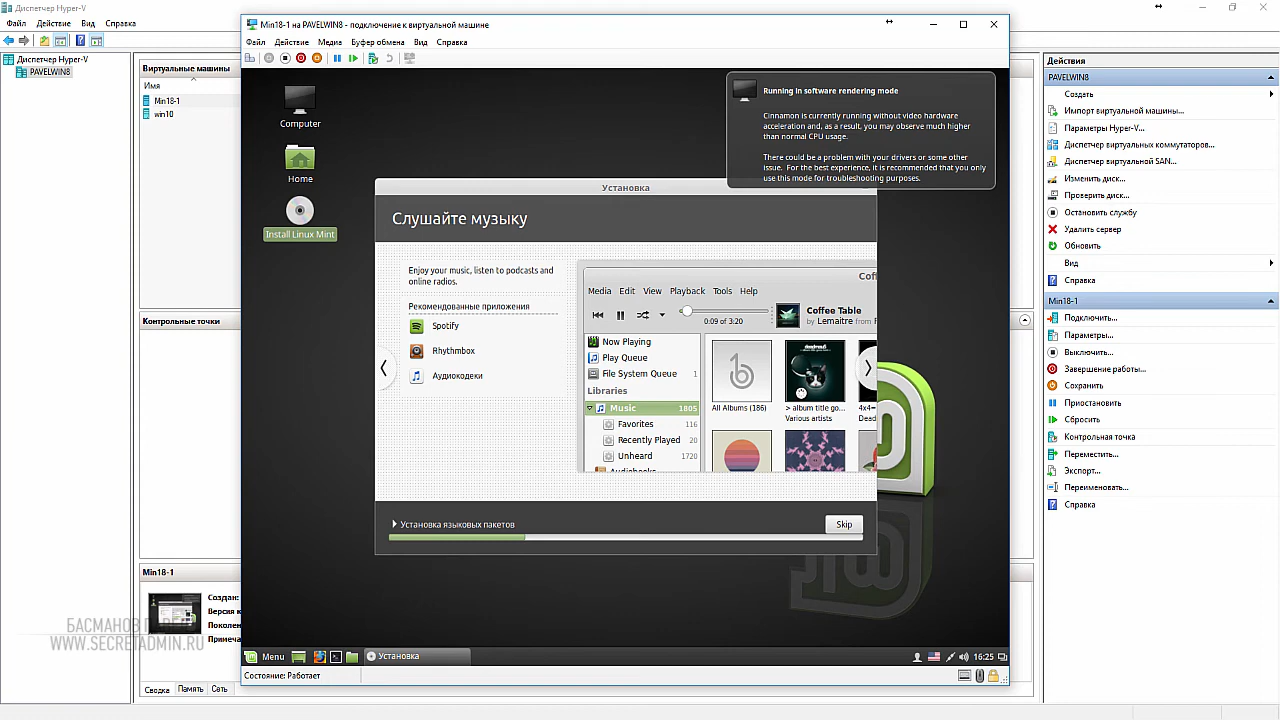 Диспетчер Hyper-V
Файл Действие Вид Справка
Диспетчер Hyper-V
PAVELWIN8
Виртуальные машины
Имя
Min18-1
win10
Контрольные точки
Min18-1
Создан:
Версия к
Поколен
Примеча
Сводка Память Сеть
БАСМАНОВ
WWW.SECRETADMIN.RU
Min18-1 на PAVELWIN8 - подключение к виртуальной машине
Файл Действие Медиа Буфер обмена Вид Справка
Computer
Home
Install Linux Mint
Running in software rendering mode
Cinnamon is currently running without video hardware
acceleration and, as a result, you may observe much higher
than normal CPU usage.
There could be a problem with your drivers or some other
issue. For the best experience, it is recommended that you only
use this mode for troubleshooting purposes.
Установка
Слушайте музыку
Enjoy your music, listen to podcasts and
online radios.
Рекомендованные приложения
Spotify
Rhythmbox
Аудиокодеки
Coff
Media Edit View Playback Tools Help
0:09 of 3:20
Coffee Table
by Lemaitre from F
Now Playing
Play Queue
File System Queue 1
Libraries
Music 1805
Favorites 116
Recently Played 20
Unheard 1720
Audiobooks
All Albums (186)
> album title go...
Various artists
4x4=
Dead
Установка языковых пакетов
Skip
Menu
Установка
16:25
Состояние: Работает
Действия
PAVELWIN8
Создать
Импорт виртуальной машины...
Параметры Hyper-V...
Диспетчер виртуальных коммутаторов...
Диспетчер виртуальной SAN...
Изменить диск...
Проверить диск...
Остановить службу
Удалить сервер
Обновить
Вид
Справка
Min18-1
Подключить...
Параметры...
Выключить...
Завершение работы...
Сохранить
Приостановить
Сбросить
Контрольная точка
Переместить...
Экспорт...
Переименовать...
Справка